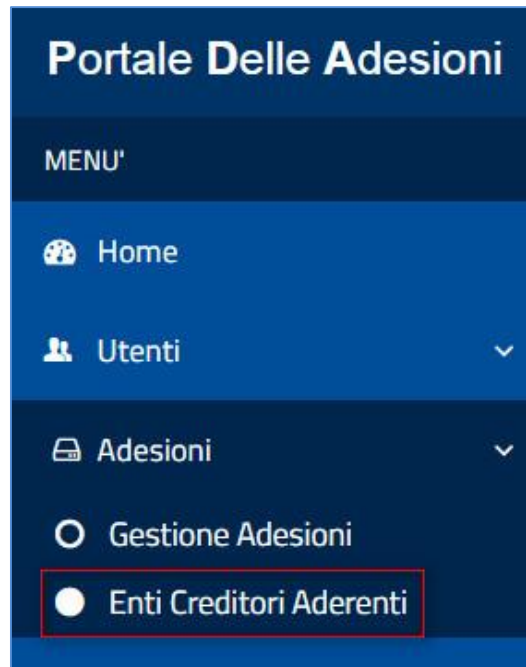 Portale Delle Adesioni
MENU'
Home
Utenti
Adesioni
Gestione Adesioni
Enti Creditori Aderenti